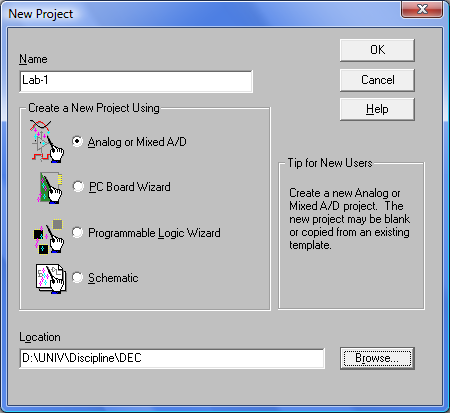 New Project
Name
Lab-1
OK
Cancel
Help
Create a New Project Using
Analog or Mixed A/D
PC Board Wizard
Programmable Logic Wizard
Schematic
Tip for New Users
Create a new Analog or
Mixed A/D project. The
new project may be blank
or copied from an existing
template.
Location
D:\UNIV\Discipline\DEC
Browse...